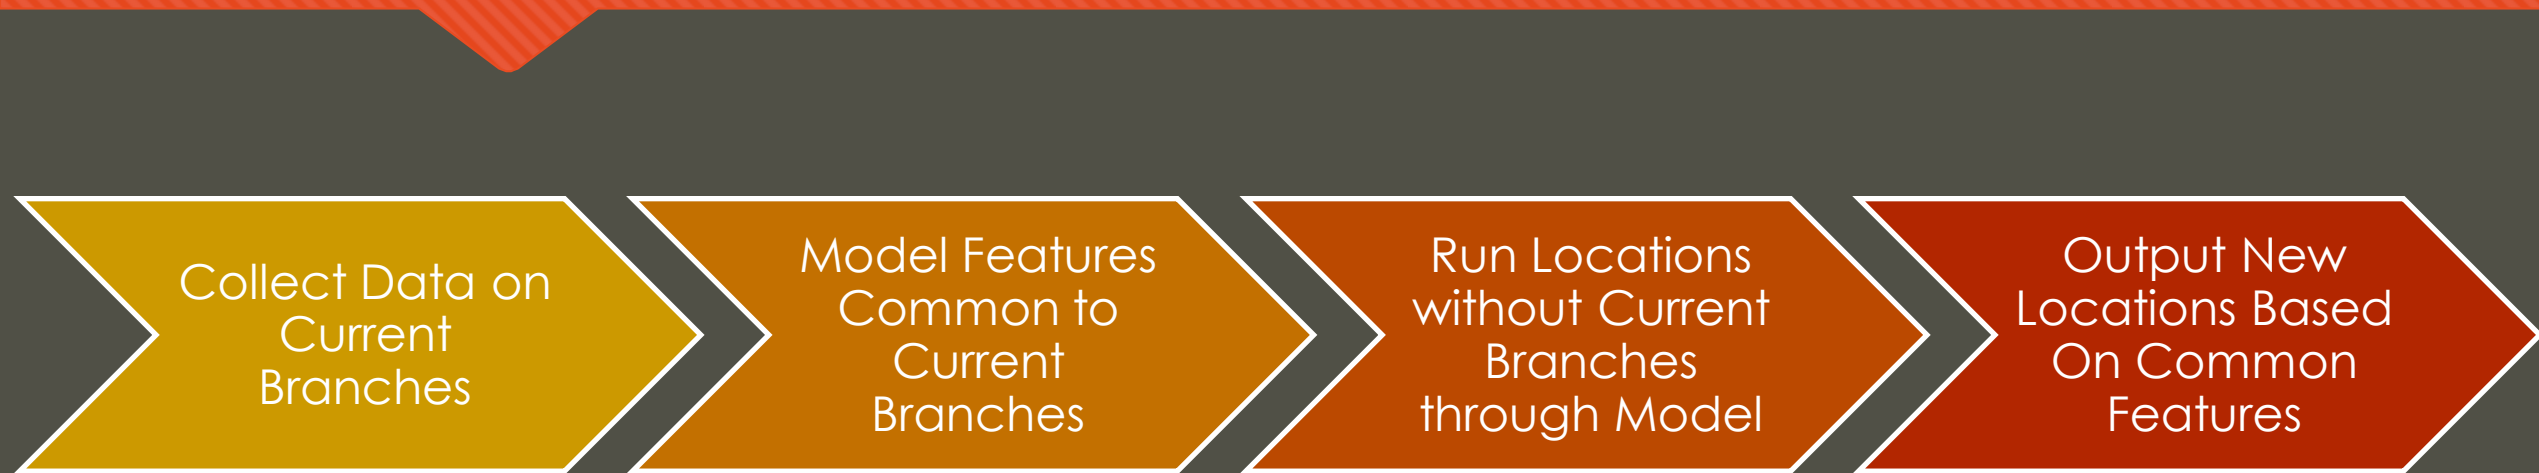 Collect Data on
Current
Branches
Model Features
Common to
Current
Branches
Run Locations
without Current
Branches
through Model
Output New
Locations Based
On Common
Features